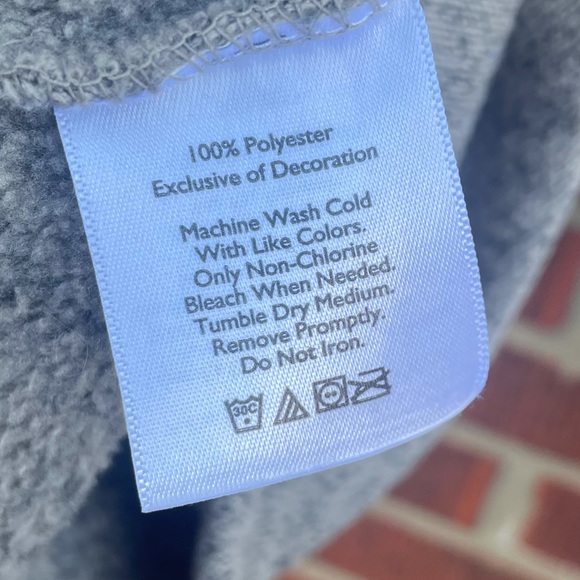 100% Polyester
Exclusive of Decoration
Machine Wash Cold
With Like Colors.
Only Non-Chlorine
Bleach When Needed.
Tumble Dry Medium.
Remove Promptly.
Do Not Iron.
30C